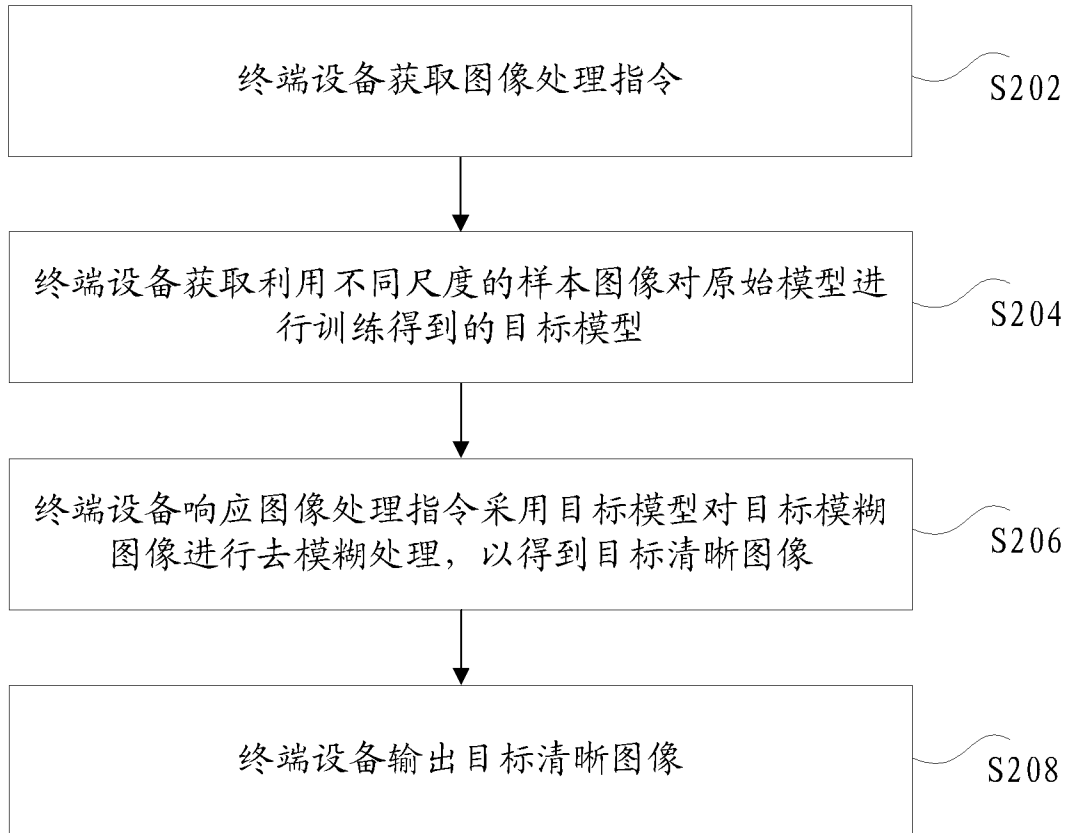 终端设备获取图像处理指令
S202
终端设备获取利用不同尺度的样本图像对原始模型进
行训练得到的目标模型
S204
终端设备响应图像处理指令采用目标模型对目标模糊
图像进行去模糊处理，以得到目标清晰图像
S206
终端设备输出目标清晰图像
S208